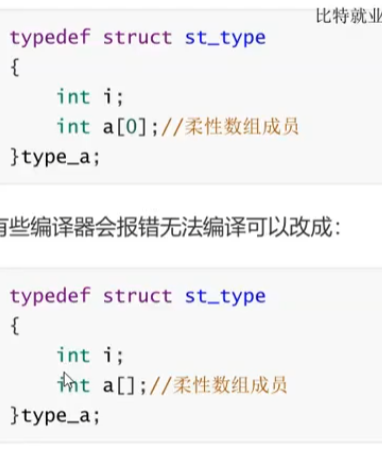 比特就业
typedef struct st_type
{
    int i;
    int a[0];//柔性数组成员
}type_a;
有些编译器会报错无法编译可以改成：
typedef struct st_type
{
    int i;
    int a[];//柔性数组成员
}type_a;